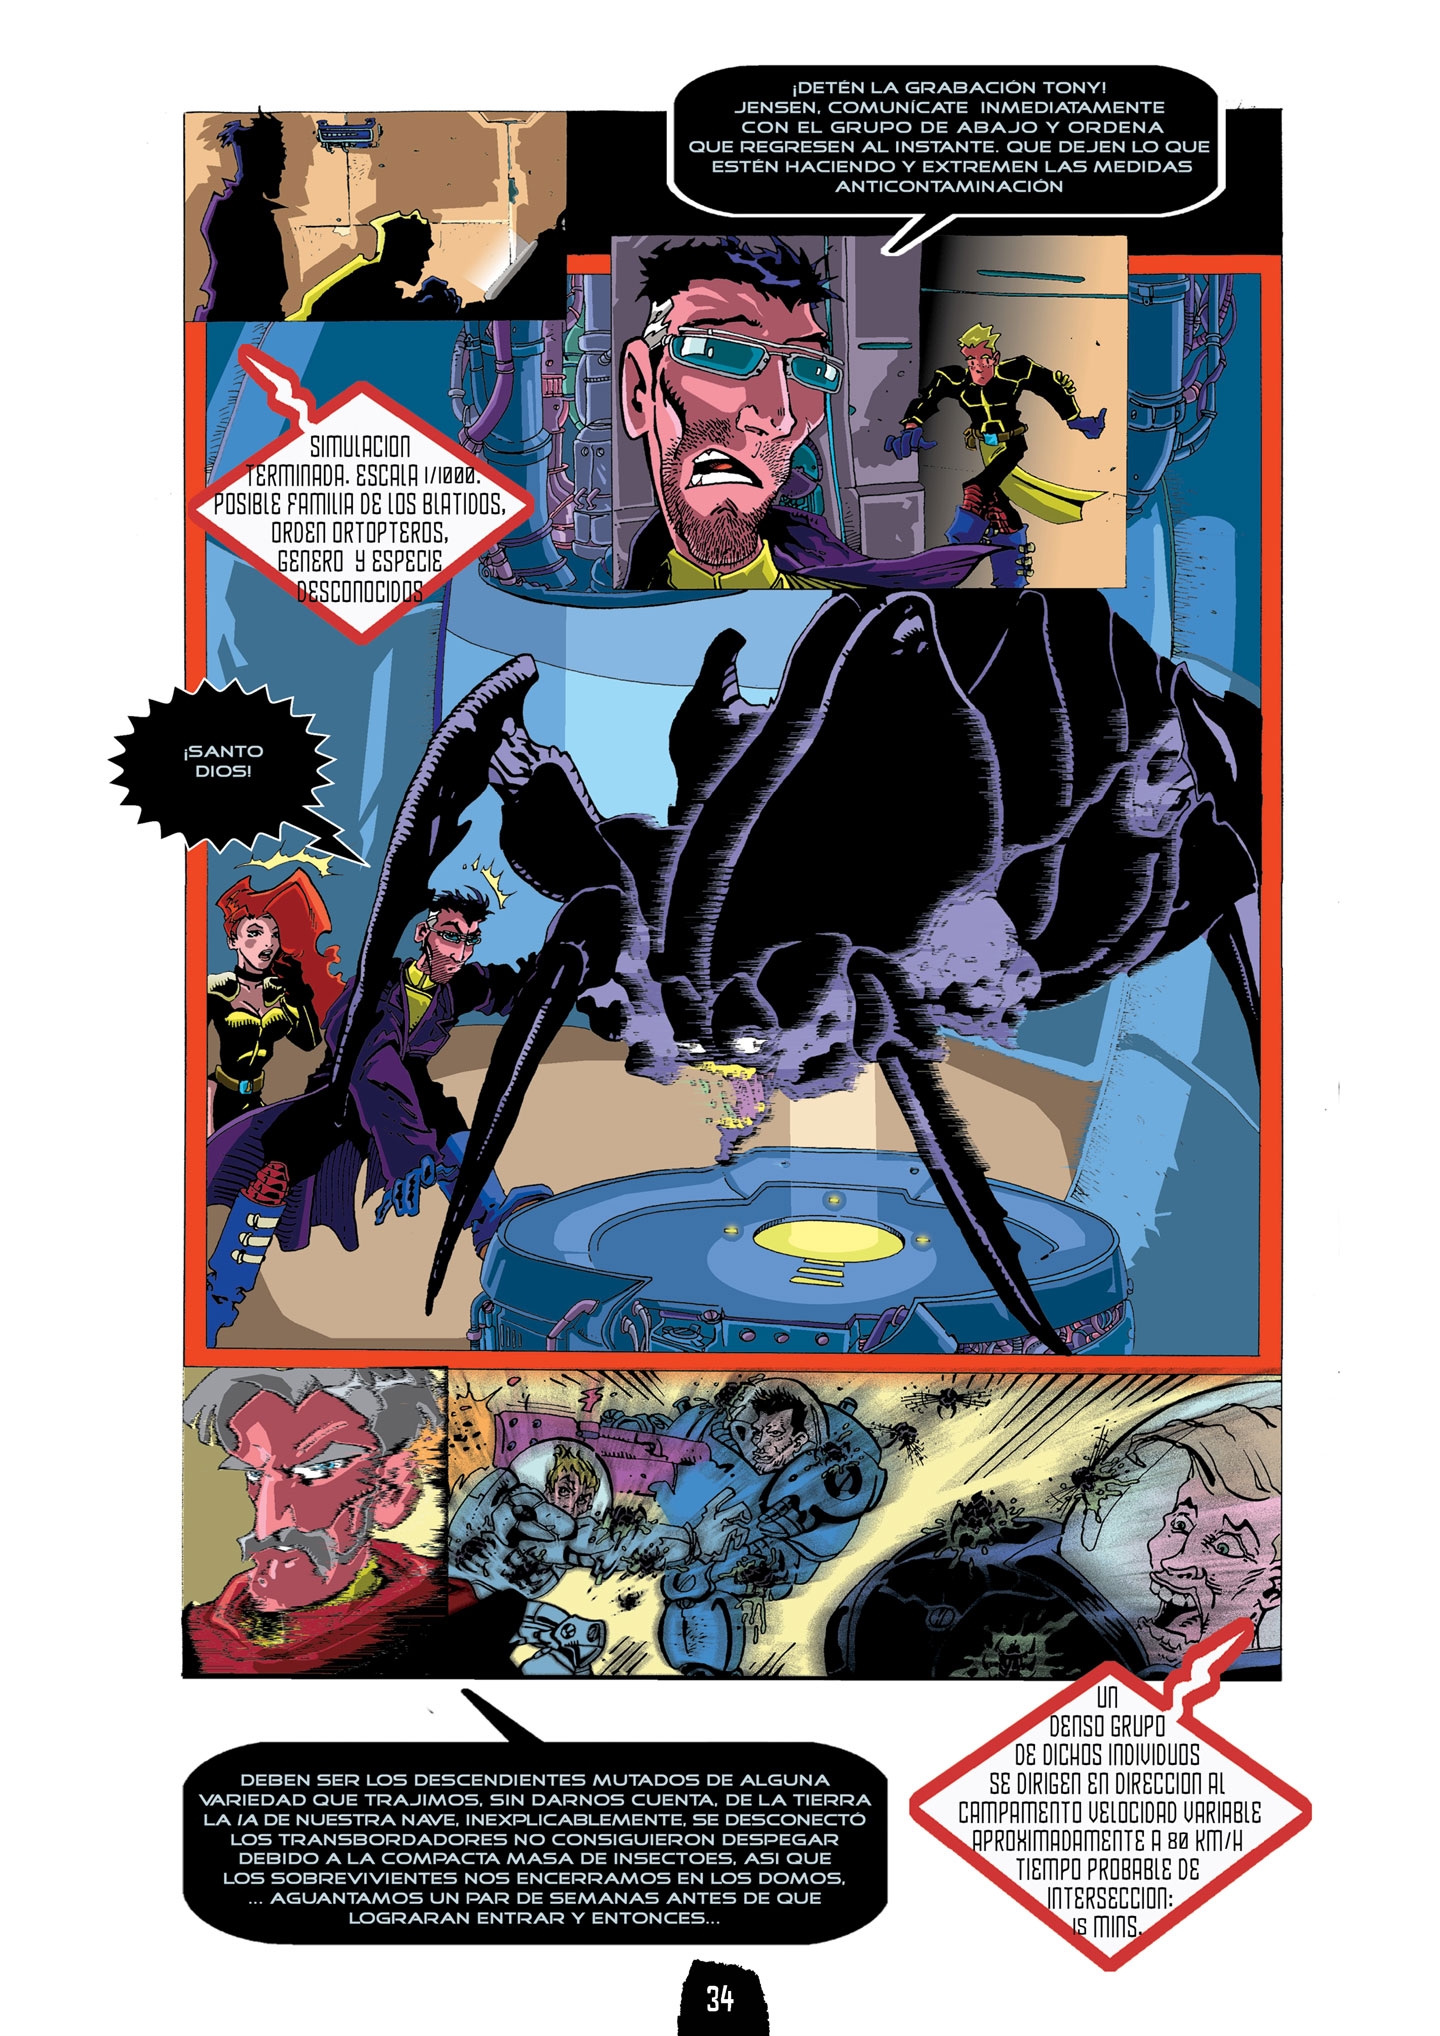 ¡DETÉN LA GRABACIÓN TONY!
JENSEN, COMUNÍCATE INMEDIATAMENTE
CON EL GRUPO DE ABAJO Y ORDENA
QUE REGRESEN AL INSTANTE. QUE DEJEN LO QUE
ESTÉN HACIENDO Y EXTREMEN LAS MEDIDAS
ANTICONTAMINACIÓN
SIMULACION
TERMINADA. ESCALA 1/1000.
POSIBLE FAMILIA DE LOS BLATIDOS,
ORDEN ORTOPTEROS,
GENERO Y ESPECIE
DESCONOCIDOS
¡SANTO
DIOS!
DEBEN SER LOS DESCENDIENTES MUTADOS DE ALGUNA
VARIEDAD QUE TRAJIMOS, SIN DARNOS CUENTA, DE LA TIERRA
LA IA DE NUESTRA NAVE, INEXPLICABLEMENTE, SE DESCONECTÓ
LOS TRANSBORDADORES NO CONSIGUIERON DESPEGAR
DEBIDO A LA COMPACTA MASA DE INSECTOES, ASI QUE
LOS SOBREVIVIENTES NOS ENCERRAMOS EN LOS DOMOS,
... AGUANTAMOS UN PAR DE SEMANAS ANTES DE QUE
LOGRARAN ENTRAR Y ENTONCES...
UN
DENSO GRUPO
DE DICHOS INDIVIDUOS
SE DIRIGEN EN DIRECCION AL
CAMPAMENTO VELOCIDAD VARIABLE
APROXIMADAMENTE A 80 KM/H
TIEMPO PROBABLE DE
INTERSECCION:
15 MINS.
34